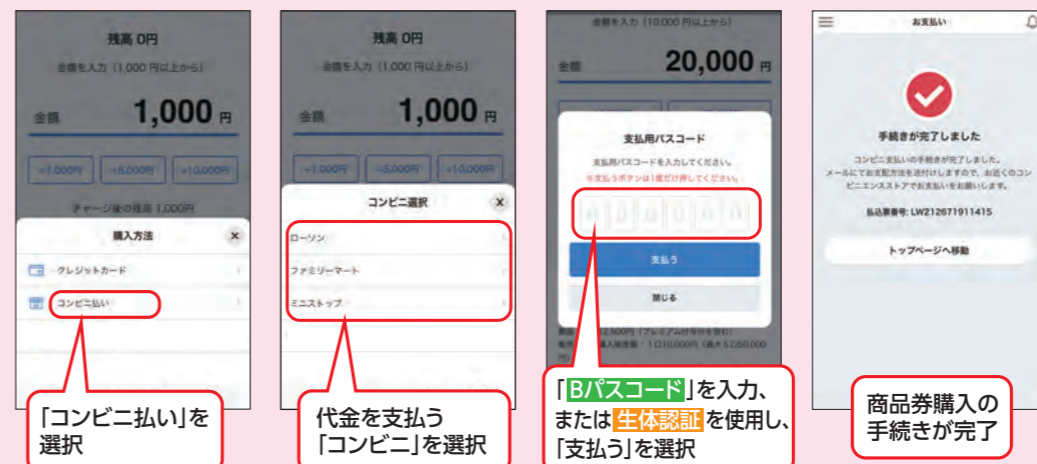 残高 0円
金額を入力 (1,000 円以上から)
金額 1,000 円
+1,000円 +5,000円 +10,000円
チャージ後の残高 1,000円
購入方法 ×
クレジットカード
コンビニ払い
「コンビニ払い」を
選択
残高 0円
金額を入力 (1,000 円以上から)
金額 1,000 円
+1,000円 +5,000円 +10,000円
コンビニ選択 ×
ローソン
ファミリーマート
ミニストップ
代金を支払う
「コンビニ」を選択
金額を入力 (10,000 円以上から)
金額 20,000 円
支払用パスコード
支払用パスコードを入力してください。
※支払うボタンは1度だけ押してください。
0 0 0 0 0 0
支払う
閉じる
「Bパスコード」を入力、
または 生体認証 を使用し、
「支払う」を選択
お支払い
手続きが完了しました
コンビニ支払いの手続きが完了しました。
メールにてお支配方法を送付けしますので、お近くのコン
ビニエンスストアでお支払いをお願いします。
払込票番号: LW212671911415
トップページへ移動
商品券購入の
手続きが完了